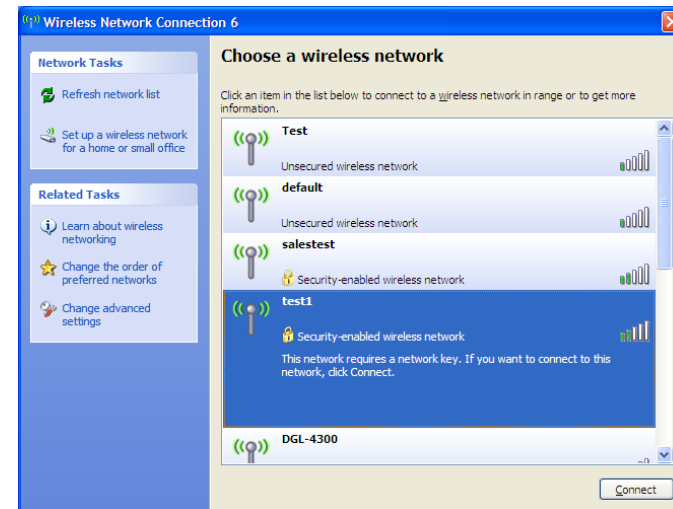 Wireless Network Connection 6
Network Tasks
Refresh network list
Set up a wireless network
for a home or small office
Related Tasks
Learn about wireless
networking
Change the order of
preferred networks
Change advanced
settings
Choose a wireless network
Click an item in the list below to connect to a wireless network in range or to get more
information.
Test
Unsecured wireless network
default
Unsecured wireless network
salestest
Security-enabled wireless network
test1
Security-enabled wireless network
This network requires a network key. If you want to connect to this
network, click Connect.
DGL-4300
Connect